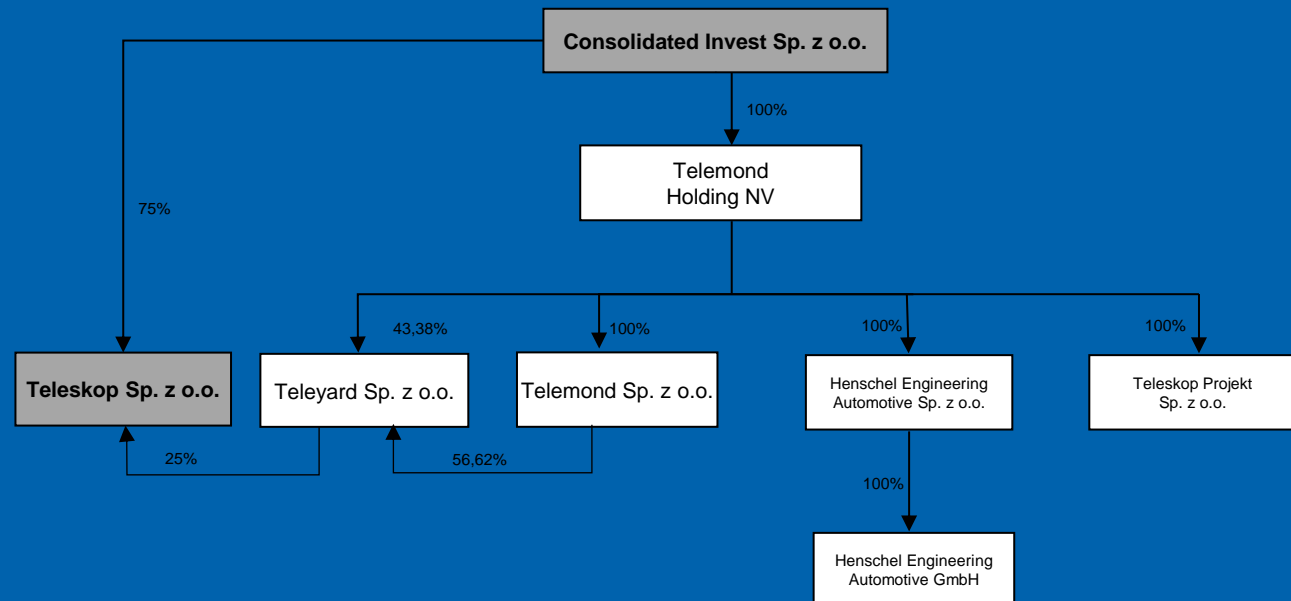 Consolidated Invest Sp. z o.o.
100%
Telemond
Holding NV
75%
43,38%
100%
100%
100%
Teleskop Sp. z o.o.
Teleyard Sp. z o.o.
Telemond Sp. z o.o.
Henschel Engineering
Automotive Sp. z o.o.
Teleskop Projekt
Sp. z o.o.
25%
56,62%
100%
Henschel Engineering
Automotive GmbH